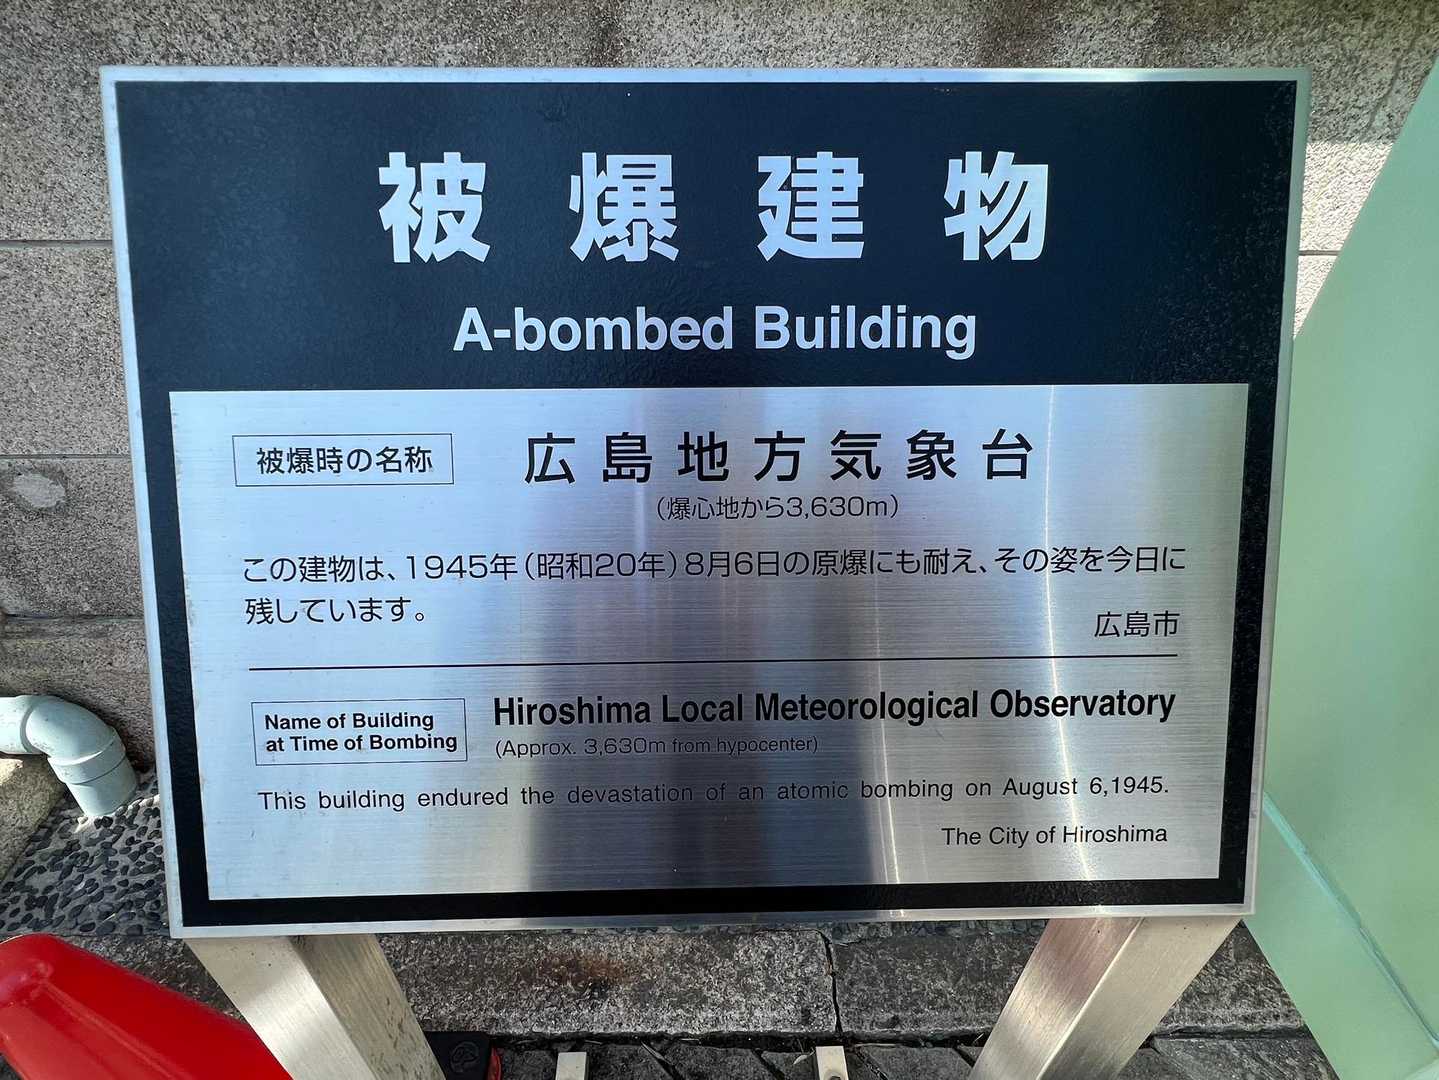 被爆建物
A-bombed Building
被爆時の名称
広島地方気象台
（爆心地から3,630m）
この建物は、1945年（昭和20年）8月6日の原爆にも耐え、その姿を今日に
残しています。
広島市
Name of Building
at Time of Bombing
Hiroshima Local Meteorological Observatory
(Approx. 3,630m from hypocenter)
This building endured the devastation of an atomic bombing on August 6,1945.
The City of Hiroshima